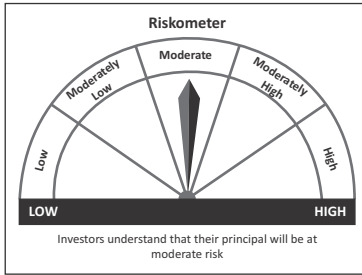 Riskometer
Moderate
Moderately
Low
Moderately
High
Low
High
LOW
HIGH
Investors understand that their principal will be at
moderate risk